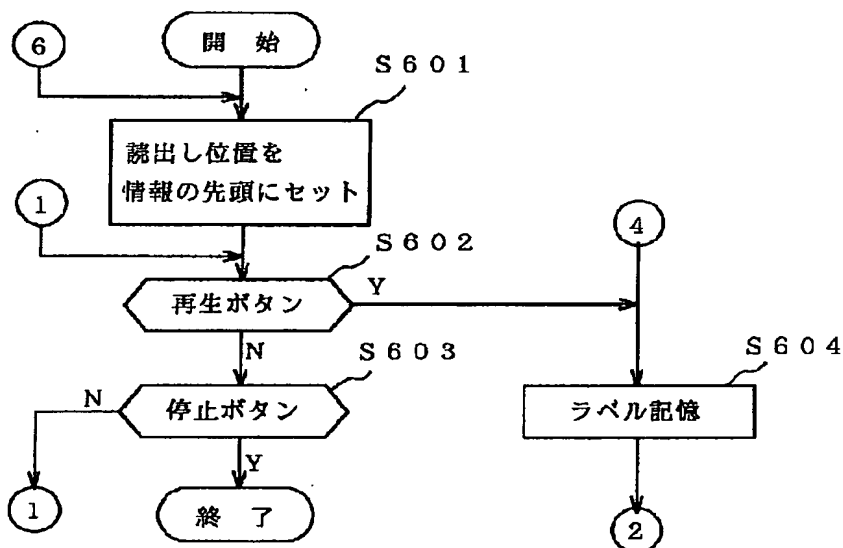 6
開 始
S601
読出し位置を
情報の先頭にセット
1
4
S602
再生ボタン
Y
N
S603
S604
停止ボタン
N
ラベル記憶
Y
1
終 了
2